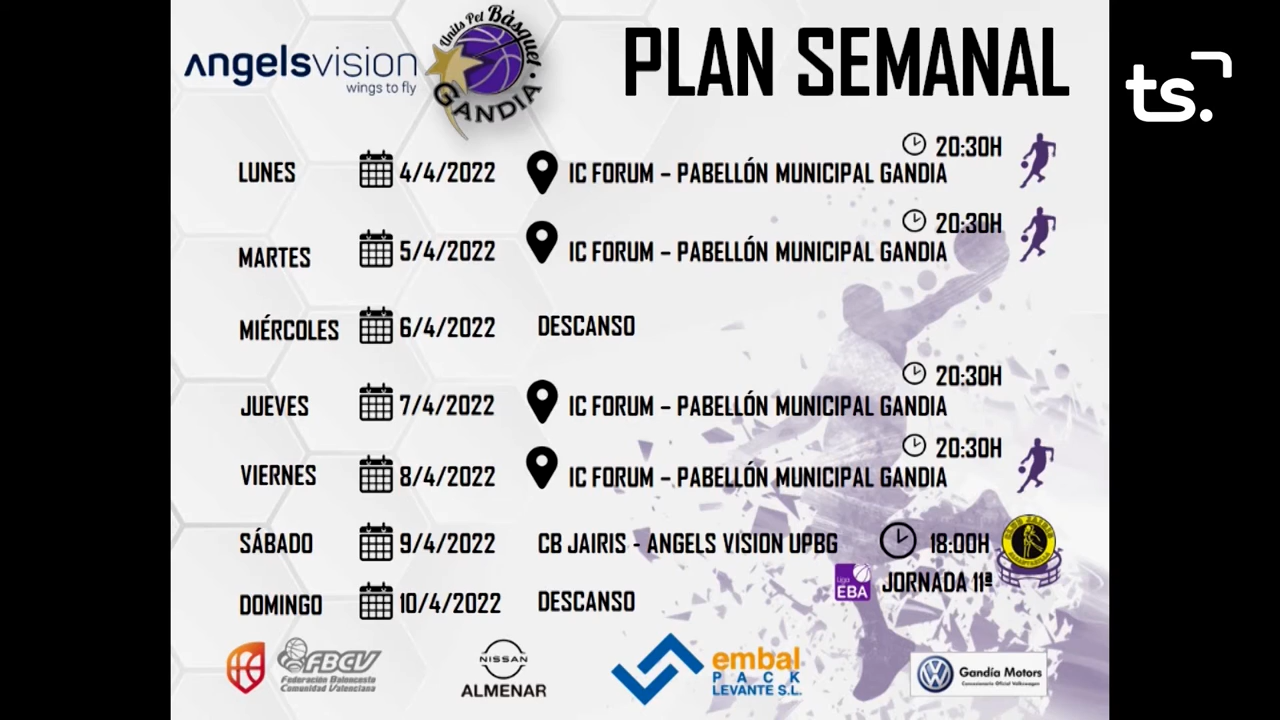 angelsvision
wings to fly
Units Pel Bàsquet
GANDIA
PLAN SEMANAL
ts.
LUNES 4/4/2022 IC FORUM – PABELLÓN MUNICIPAL GANDIA 20:30H
MARTES 5/4/2022 IC FORUM – PABELLÓN MUNICIPAL GANDIA 20:30H
MIÉRCOLES 6/4/2022 DESCANSO
JUEVES 7/4/2022 IC FORUM – PABELLÓN MUNICIPAL GANDIA 20:30H
VIERNES 8/4/2022 IC FORUM – PABELLÓN MUNICIPAL GANDIA 20:30H
SÁBADO 9/4/2022 CB JAIRIS - ANGELS VISION UPBG 18:00H
Liga EBA JORNADA 11ª
DOMINGO 10/4/2022 DESCANSO
FBCV
Federación Baloncesto
Comunidad Valenciana
NISSAN
ALMENAR
embal
PACK
LEVANTE S.L.
Gandía Motors
Concesionario Oficial Volkswagen